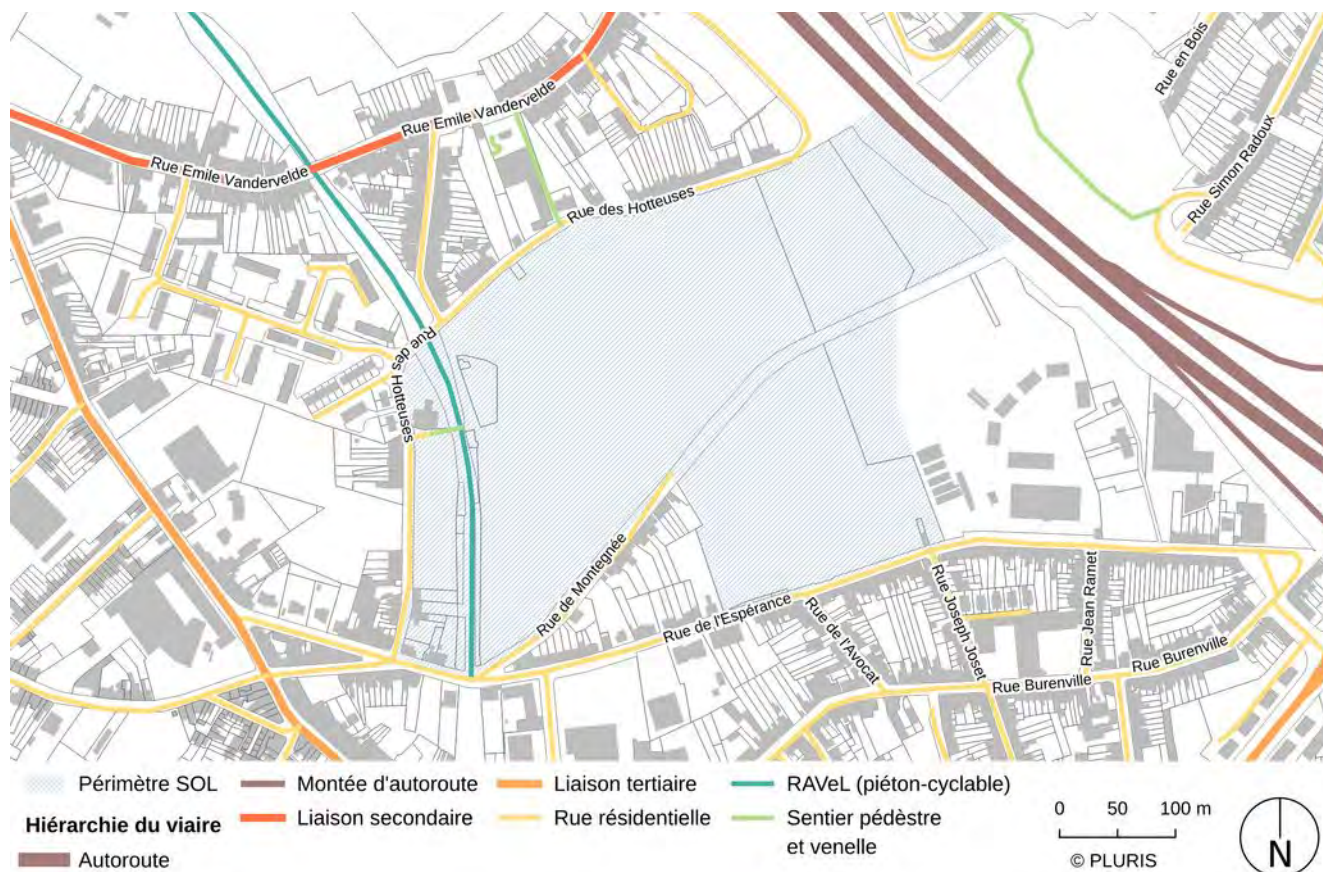 Rue en Bois
Rue Emile Vandervelde
Rue Simon Radoux
Rue Emile Vandervelde
Rue des Hotteuses
Rue des Hotteuses
Rue de Montegnée
Rue de l'Espérance
Rue de l'Avocat
Rue Joseph Joset
Rue Jean Ramet
Rue Burenville
Rue Burenville
Périmètre SOL
Hiérarchie du viaire
Autoroute
Montée d'autoroute
Liaison secondaire
Liaison tertiaire
Rue résidentielle
RAVeL (piéton-cyclable)
Sentier pédèstre
et venelle
0 50 100 m
© PLURIS
N